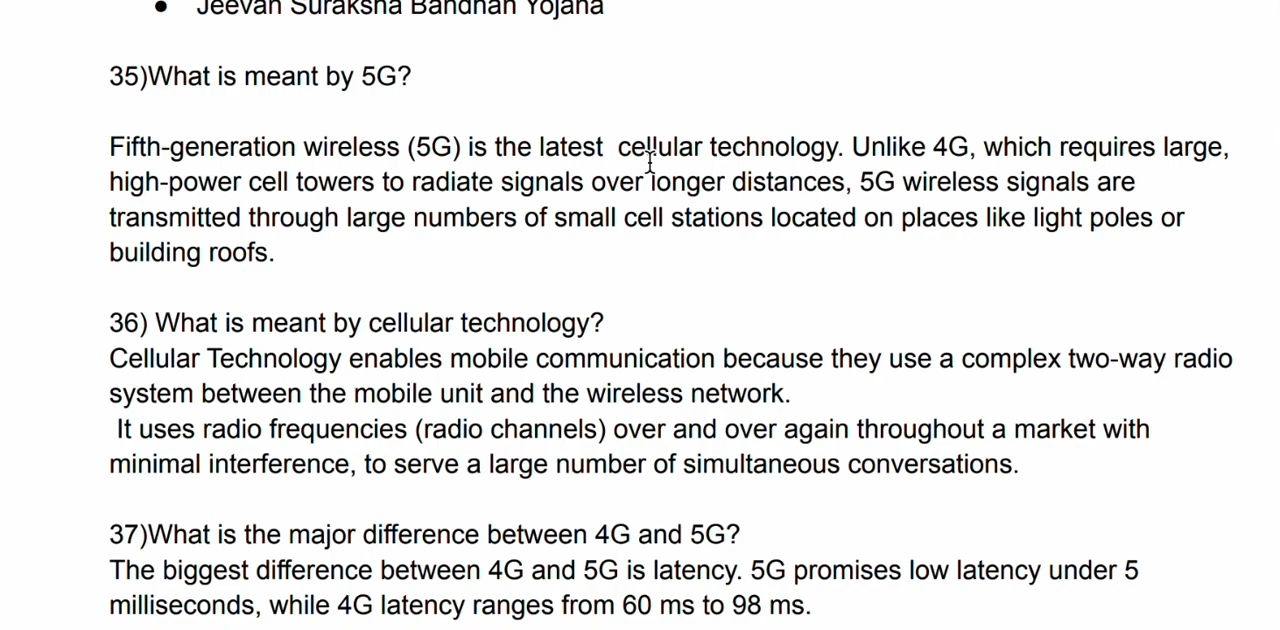 ● Jeevan Suraksha Bandhan Yojana
35)What is meant by 5G?
Fifth-generation wireless (5G) is the latest  cellular technology. Unlike 4G, which requires large,
high-power cell towers to radiate signals over longer distances, 5G wireless signals are
transmitted through large numbers of small cell stations located on places like light poles or
building roofs.
36) What is meant by cellular technology?
Cellular Technology enables mobile communication because they use a complex two-way radio
system between the mobile unit and the wireless network.
It uses radio frequencies (radio channels) over and over again throughout a market with
minimal interference, to serve a large number of simultaneous conversations.
37)What is the major difference between 4G and 5G?
The biggest difference between 4G and 5G is latency. 5G promises low latency under 5
milliseconds, while 4G latency ranges from 60 ms to 98 ms.